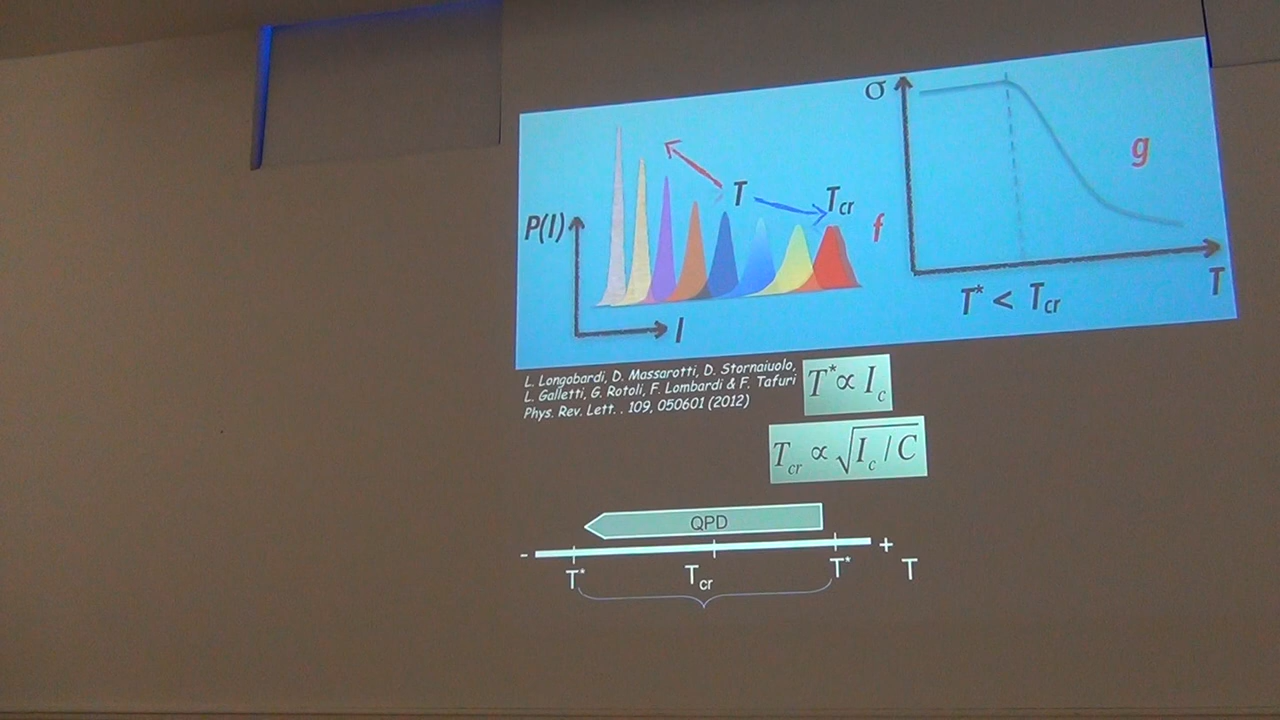 σ
T
T_cr
P(I)
f
g
I
T
T* < T_cr
L. Longobardi, D. Massarotti, D. Stornaiuolo,
L. Galletti, G. Rotoli, F. Lombardi & F. Tafuri
Phys. Rev. Lett. . 109, 050601 (2012)
T* ∝ I_c
T_cr ∝ √(I_c / C)
QPD
- +
T* T_cr T* T